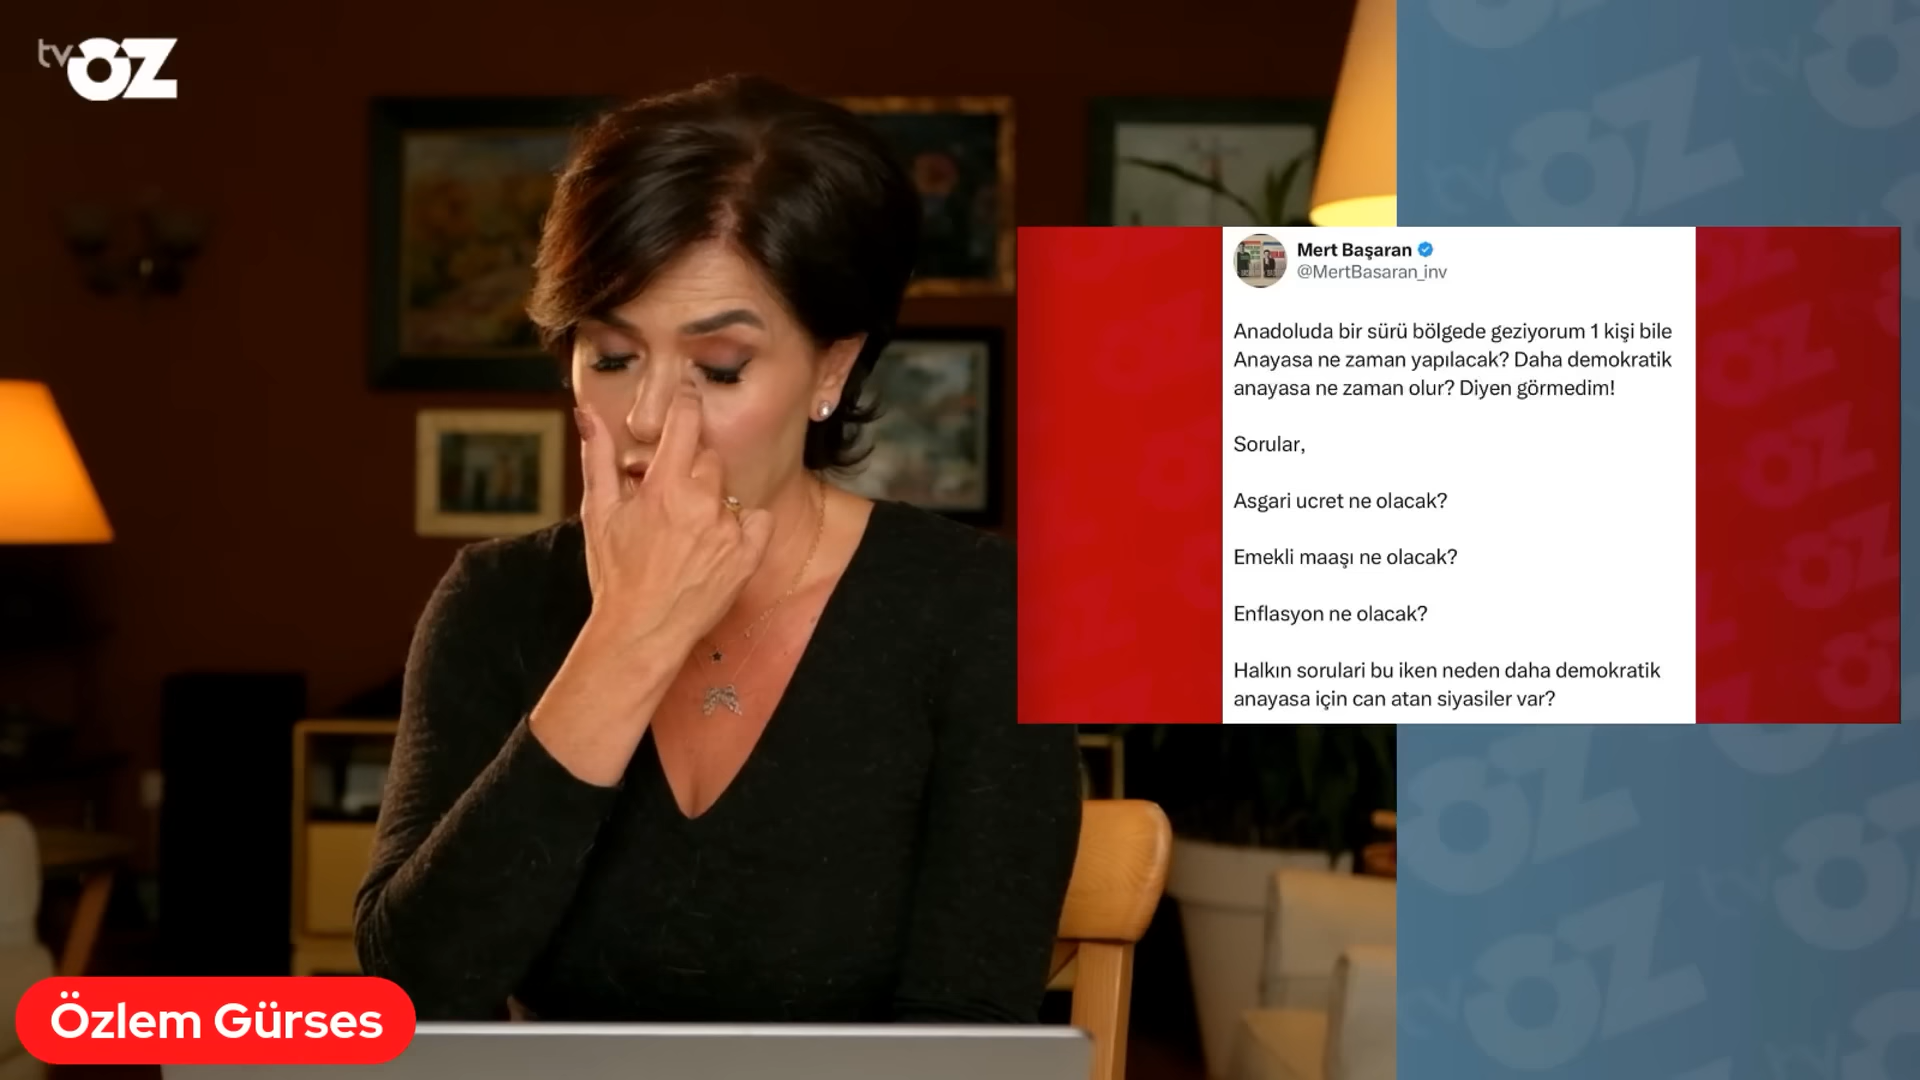 tvÖZ
Mert Başaran
@MertBasaran_inv
Anadoluda bir sürü bölgede geziyorum 1 kişi bile
Anayasa ne zaman yapılacak? Daha demokratik
anayasa ne zaman olur? Diyen görmedim!
Sorular,
Asgari ucret ne olacak?
Emekli maaşı ne olacak?
Enflasyon ne olacak?
Halkın sorulari bu iken neden daha demokratik
anayasa için can atan siyasiler var?
Özlem Gürses